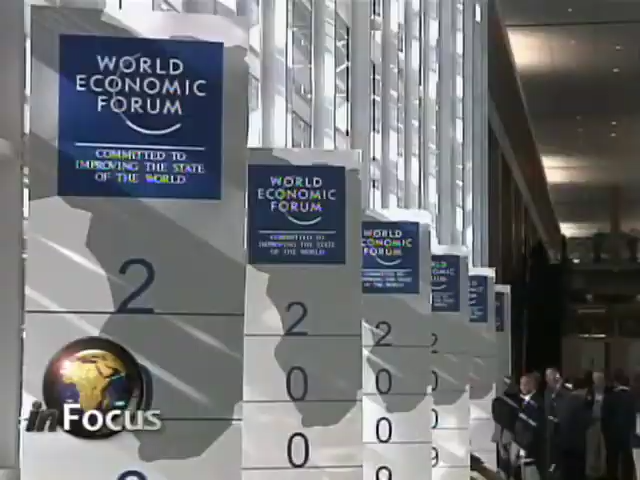 WORLD
ECONOMIC
FORUM
COMMITTED TO
IMPROVING THE STATE
OF THE WORLD
2
WORLD
ECONOMIC
FORUM
COMMITTED TO
IMPROVING THE STATE
OF THE WORLD
2
0
0
WORLD
ECONOMIC
FORUM
2
0
0
9
inFocus